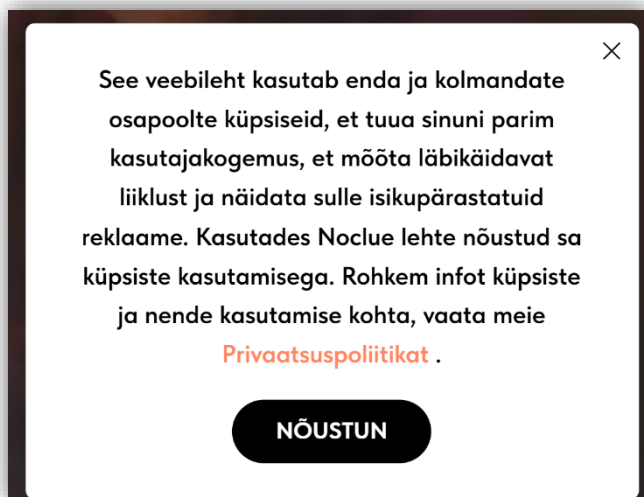 See veebileht kasutab enda ja kolmandate
osapoolte küpsiseid, et tuua sinuni parim
kasutajakogemus, et mõõta läbikäidavat
liiklust ja näidata sulle isikupärastatuid
reklaame. Kasutades Noclue lehte nõustud sa
küpsiste kasutamisega. Rohkem infot küpsiste
ja nende kasutamise kohta, vaata meie
Privaatsuspoliitikat .
NÕUSTUN